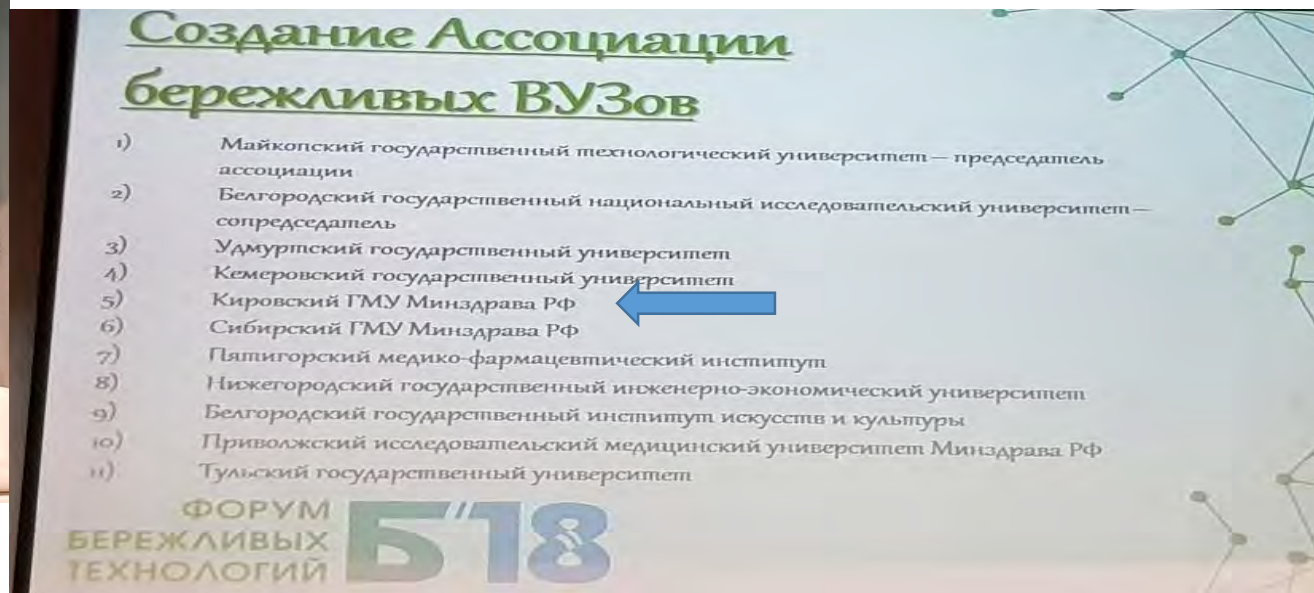 Создание Ассоциации
бережливых ВУЗов
1) Майкопский государственный технологический университет — председатель
ассоциации
2) Белгородский государственный национальный исследовательский университет —
сопредседатель
3) Удмуртский государственный университет
4) Кемеровский государственный университет
5) Кировский ГМУ Минздрава РФ
6) Сибирский ГМУ Минздрава РФ
7) Пятигорский медико-фармацевтический институт
8) Нижегородский государственный инженерно-экономический университет
9) Белгородский государственный институт искусств и культуры
10) Приволжский исследовательский медицинский университет Минздрава РФ
11) Тульский государственный университет
ФОРУМ
БЕРЕЖЛИВЫХ
ТЕХНОЛОГИЙ
Б'18